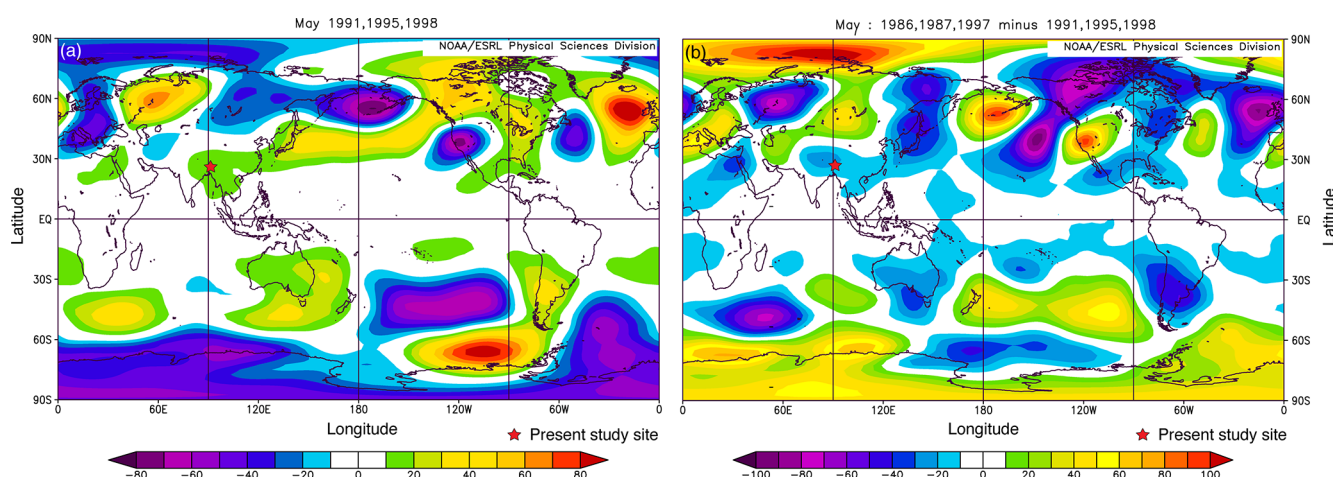 May 1991,1995,1998
(a)
NOAA/ESRL Physical Sciences Division
90N
60N
30N
EQ
30S
60S
90S
Latitude
0 60E 120E 180 120W 60W 0
Longitude
Present study site
-80 -60 -40 -20 0 20 40 60 80
May : 1986,1987,1997 minus 1991,1995,1998
(b)
NOAA/ESRL Physical Sciences Division
90N
60N
30N
EQ
30S
60S
90S
Latitude
0 60E 120E 180 120W 60W 0
Longitude
Present study site
-100 -80 -60 -40 -20 0 20 40 60 80 100